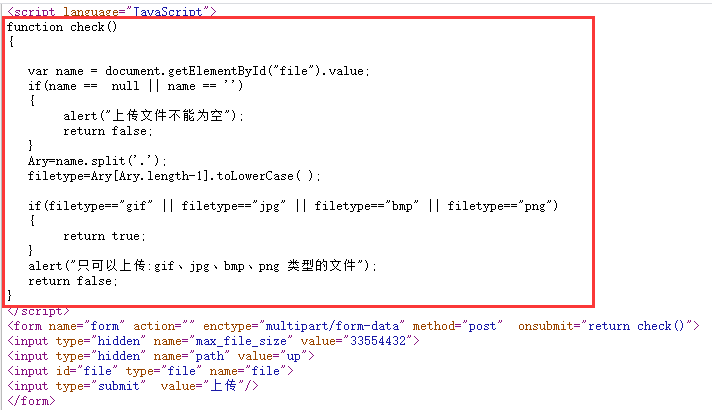 <script language="JavaScript">
function check()
{
var name = document.getElementById("file").value;
if(name ==  null || name == '')
{
alert("上传文件不能为空");
return false;
}
Ary=name.split('.');
filetype=Ary[Ary.length-1].toLowerCase( );
if(filetype=="gif" || filetype=="jpg" || filetype=="bmp" || filetype=="png")
{
return true;
}
alert("只可以上传:gif、jpg、bmp、png 类型的文件");
return false;
}
</script>
<form name="form" action="" enctype="multipart/form-data" method="post"  onsubmit="return check()">
<input type="hidden" name="max_file_size" value="33554432">
<input type="hidden" name="path" value="up">
<input id="file" type="file" name="file">
<input type="submit"  value="上传"/>
</form>